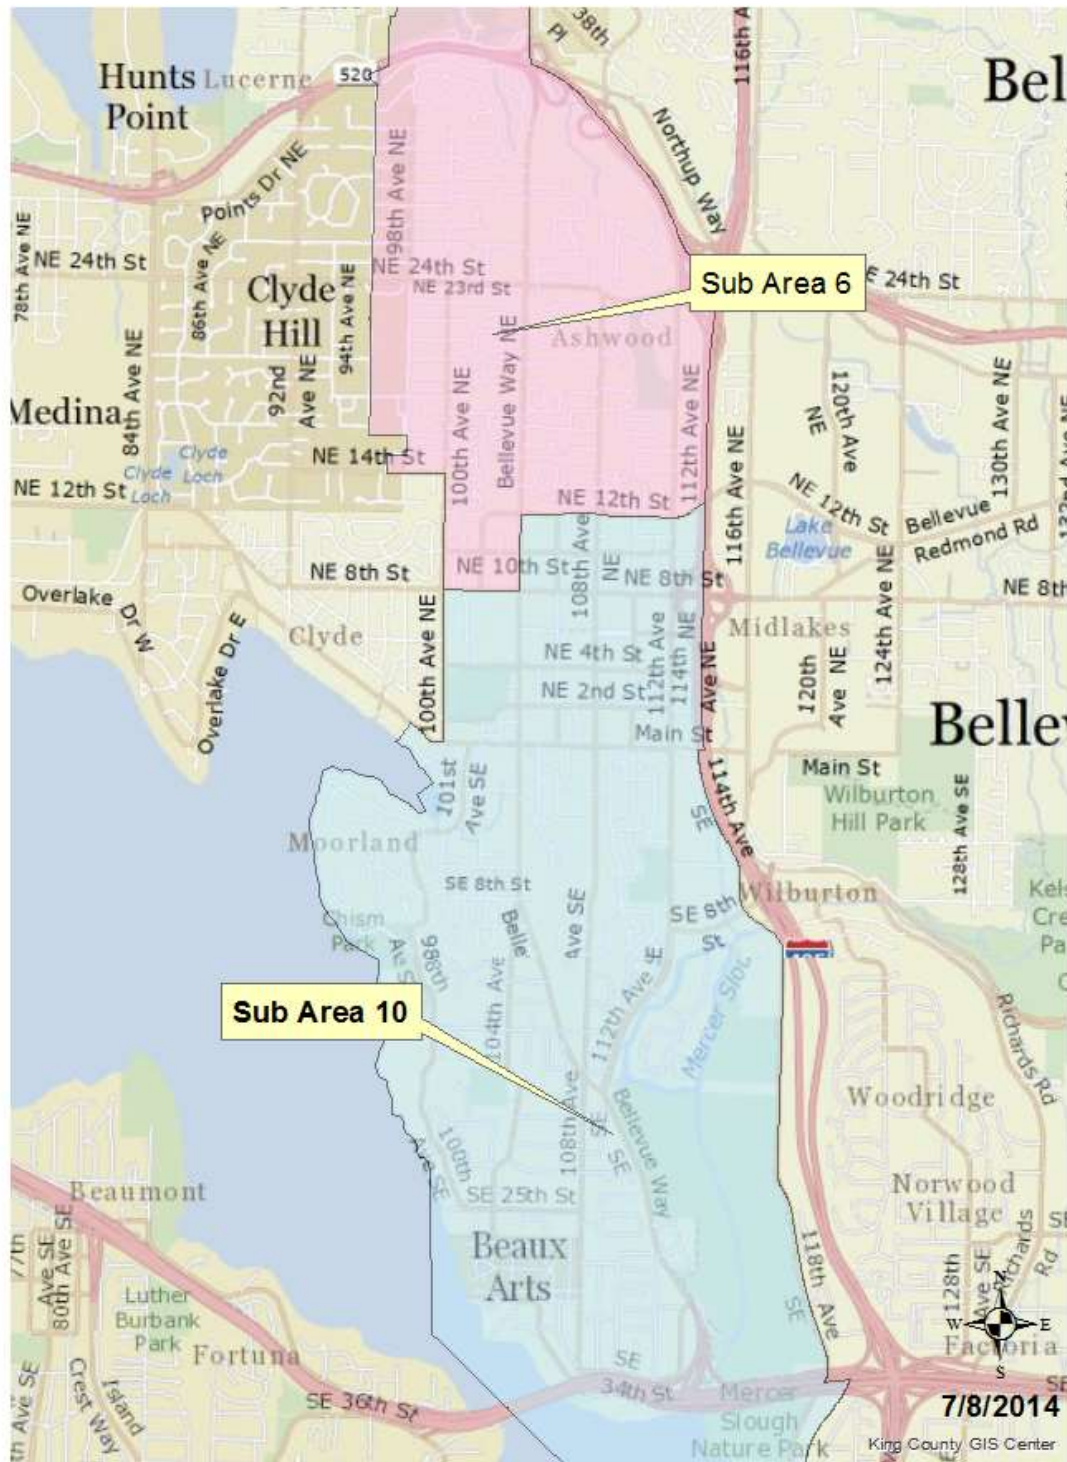 38th
Pl
116th A
Hunts
Point
Lucerne
520
Bel
Northup Way
Points Dr NE
98th Ave NE
78th Ave NE
NE 24th St
86th Ave NE
Clyde
Hill
94th Ave NE
NE 24th St
NE 23rd St
Sub Area 6
E 24th St
Ashwood
92nd
Ave NE
Medina
84th Ave NE
Clyde
Loch
Clyde
Loch
NE 14th St
NE 12th St
100th Ave NE
Bellevue Way NE
112th Ave NE
NE 12th St
116th Ave NE
120th Ave
NE
130th Ave NE
NE 12th St
Bellevue
Redmond Rd
Lake
Bellevue
NE 8th St
NE 10th St
108th Ave
NE
NE 8th St
124th Ave NE
NE 8th
Overlake
Dr W
Overlake Dr E
Clyde
100th Ave NE
NE 4th St
NE 2nd St
112th Ave
114th NE
Ave NE
Midlakes
120th
Ave NE
Belle
Main St
Main St
114th Ave
SE
Wilburton
Hill Park
128th Ave SE
101st
Ave SE
Moorland
SE 8th St
Wilburton
Chism
Park
98th
Belle
Ave SE
SE 8th
St
Kels
Cre
Pa
Sub Area 10
104th Ave
112th Ave
Mercer Slo
Richards Rd
108th Ave
SE
Bellevue Way
SE
Woodridge
100th
Ave SE
SE 25th St
Beaumont
Norwood
Village
77th
Ave SE
80th Ave SE
Beaux
Arts
118th Ave
SE
128th
Ave SE
Richards
Rd
SE
Luther
Burbank
Park
Fortuna
N
W
E
S
Factoria
Island
Crest Way
th Ave SE
SE 36th St
SE
34th St
Mercer
Slough
Nature Park
SE
7/8/2014
King County GIS Center